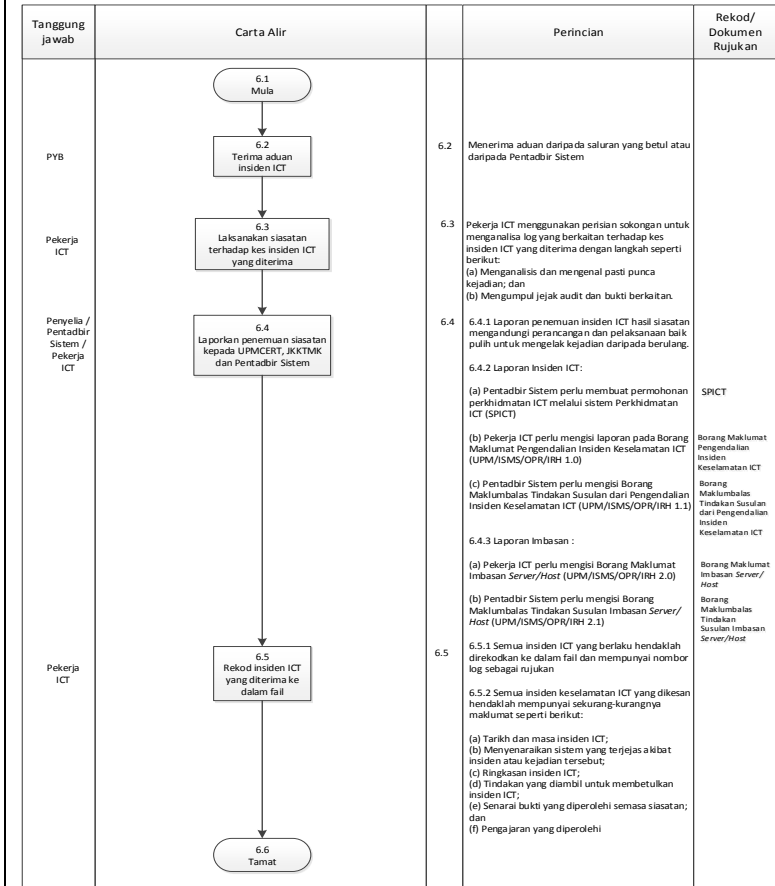 Tanggung
jawab
Carta Alir
Perincian
Rekod/
Dokumen
Rujukan
6.1
Mula
PYB
6.2
Terima aduan
insiden ICT
6.2
Menerima aduan daripada saluran yang betul atau
daripada Pentadbir Sistem
Pekerja
ICT
6.3
Laksanakan siasatan
terhadap kes insiden ICT
yang diterima
6.3
Pekerja ICT menggunakan perisian sokongan untuk
menganalisa log yang berkaitan terhadap kes
insiden ICT yang diterima dengan langkah seperti
berikut:
(a) Menganalisis dan mengenal pasti punca
kejadian; dan
(b) Mengumpul jejak audit dan bukti berkaitan.
Penyelia /
Pentadbir
Sistem /
Pekerja
ICT
6.4
Laporkan penemuan siasatan
kepada UPMCERT, JKKTMK
dan Pentadbir Sistem
6.4
6.4.1 Laporan penemuan insiden ICT hasil siasatan
mengandungi perancangan dan pelaksanaan baik
pulih untuk mengelak kejadian daripada berulang.
6.4.2 Laporan Insiden ICT:
(a) Pentadbir Sistem perlu membuat permohonan
perkhidmatan ICT melalui sistem Perkhidmatan
ICT (SPICT)
SPICT
(b) Pekerja ICT perlu mengisi laporan pada Borang
Maklumat Pengendalian Insiden Keselamatan ICT
(UPM/ISMS/OPR/IRH 1.0)
Borang Maklumat
Pengendalian
Insiden
Keselamatan ICT
(c) Pentadbir Sistem perlu mengisi Borang
Maklumbalas Tindakan Susulan dari Pengendalian
Insiden Keselamatan ICT (UPM/ISMS/OPR/IRH 1.1)
Borang
Maklumbalas
Tindakan Susulan
dari Pengendalian
Insiden
Keselamatan ICT
6.4.3 Laporan Imbasan :
(a) Pekerja ICT perlu mengisi Borang Maklumat
Imbasan Server/Host (UPM/ISMS/OPR/IRH 2.0)
Borang Maklumat
Imbasan Server/
Host
(b) Pentadbir Sistem perlu mengisi Borang
Maklumbalas Tindakan Susulan Imbasan Server/
Host (UPM/ISMS/OPR/IRH 2.1)
Borang
Maklumbalas
Tindakan
Susulan Imbasan
Server/Host
Pekerja
ICT
6.5
Rekod insiden ICT
yang diterima ke
dalam fail
6.5
6.5.1 Semua insiden ICT yang berlaku hendaklah
direkodkan ke dalam fail dan mempunyai nombor
log sebagai rujukan
6.5.2 Semua insiden keselamatan ICT yang dikesan
hendaklah mempunyai sekurang-kurangnya
maklumat seperti berikut:
(a) Tarikh dan masa insiden ICT;
(b) Menyenaraikan sistem yang terjejas akibat
insiden atau kejadian tersebut;
(c) Ringkasan insiden ICT;
(d) Tindakan yang diambil untuk membetulkan
insiden ICT;
(e) Senarai bukti yang diperolehi semasa siasatan;
dan
(f) Pengajaran yang diperolehi
6.6
Tamat